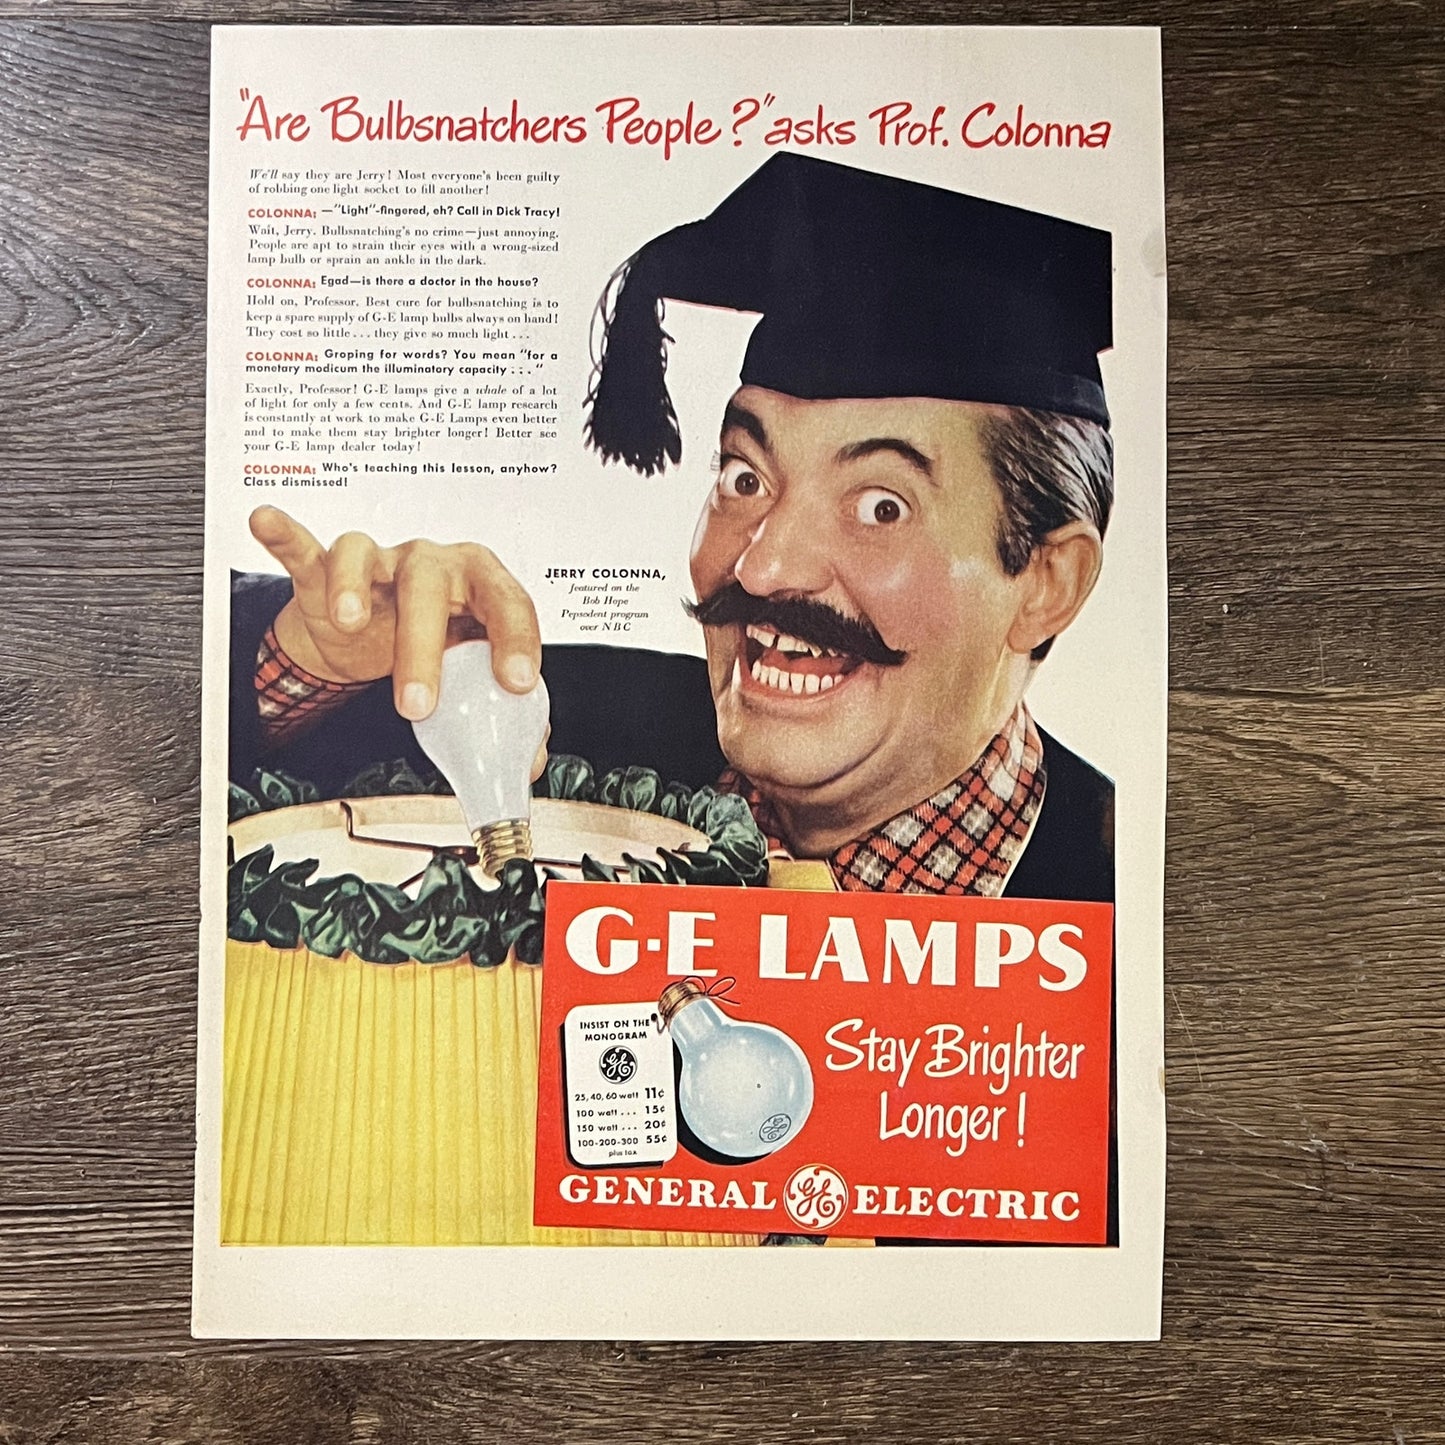 "Are Bulbsnatchers People?" asks Prof. Colonna
We'll say they are Jerry! Most everyone's been guilty
of robbing one light socket to fill another!
COLONNA: —"Light"-fingered, eh? Call in Dick Tracy!
Wait, Jerry. Bulbsnatching's no crime—just annoying.
People are apt to strain their eyes with a wrong-sized
lamp bulb or sprain an ankle in the dark.
COLONNA: Egad—is there a doctor in the house?
Hold on, Professor. Best cure for bulbsnatching is to
keep a spare supply of G-E lamp bulbs always on hand!
They cost so little... they give so much light...
COLONNA: Groping for words? You mean "for a
monetary modicum the illuminatory capacity : : . "
Exactly, Professor! G-E lamps give a whale of a lot
of light for only a few cents. And G-E lamp research
is constantly at work to make G-E Lamps even better
and to make them stay brighter longer! Better see
your G-E lamp dealer today!
COLONNA: Who's teaching this lesson, anyhow?
Class dismissed!
JERRY COLONNA,
featured on the
Bob Hope
Pepsodent program
over NBC
G-E LAMPS
INSIST ON THE
MONOGRAM
GE
25, 40, 60 watt 11¢
100 watt... 15¢
150 watt... 20¢
100-200-300 55¢
plus tax
GE
Stay Brighter
Longer!
GENERAL GE ELECTRIC